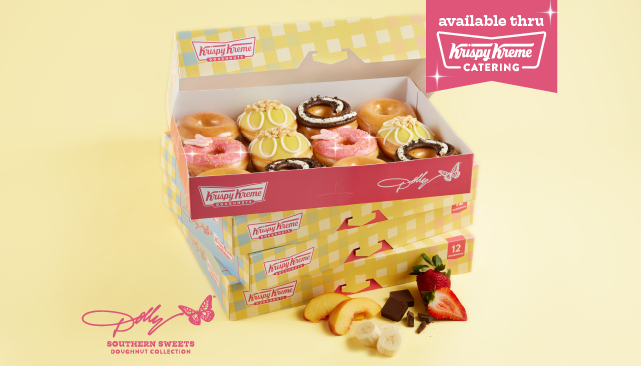 available thru
Krispy Kreme
CATERING
Krispy Kreme
DOUGHNUTS
Krispy Kreme
DOUGHNUTS
Dolly
Krispy Kreme
DOUGHNUTS
12
Krispy Kreme
DOUGHNUTS
12
Krispy Kreme
DOUGHNUTS
Dolly
SOUTHERN SWEETS
DOUGHNUT COLLECTION